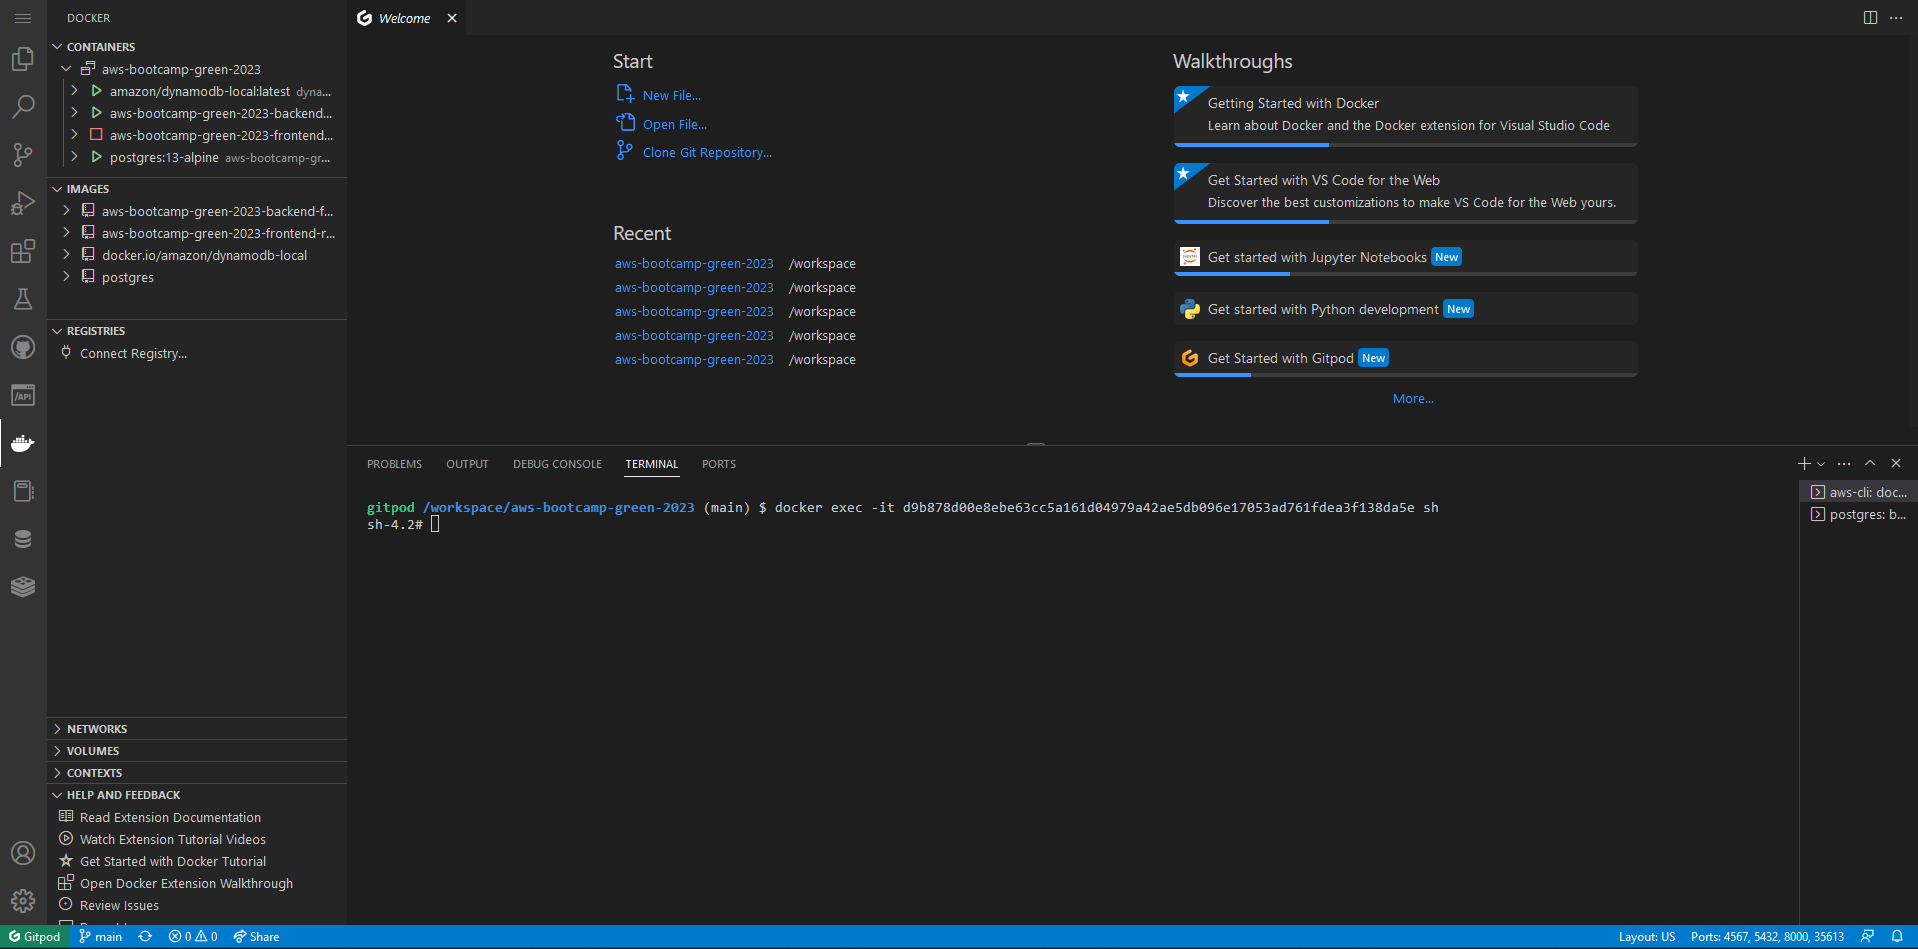 DOCKER
CONTAINERS
aws-bootcamp-green-2023
amazon/dynamodb-local:latest dyna...
aws-bootcamp-green-2023-backend...
aws-bootcamp-green-2023-frontend...
postgres:13-alpine aws-bootcamp-gr...
IMAGES
aws-bootcamp-green-2023-backend-f...
aws-bootcamp-green-2023-frontend-r...
docker.io/amazon/dynamodb-local
postgres
REGISTRIES
Connect Registry...
NETWORKS
VOLUMES
CONTEXTS
HELP AND FEEDBACK
Read Extension Documentation
Watch Extension Tutorial Videos
Get Started with Docker Tutorial
Open Docker Extension Walkthrough
Review Issues
/API
Welcome
Start
New File...
Open File...
Clone Git Repository...
Recent
aws-bootcamp-green-2023 /workspace
aws-bootcamp-green-2023 /workspace
aws-bootcamp-green-2023 /workspace
aws-bootcamp-green-2023 /workspace
aws-bootcamp-green-2023 /workspace
Walkthroughs
Getting Started with Docker
Learn about Docker and the Docker extension for Visual Studio Code
Get Started with VS Code for the Web
Discover the best customizations to make VS Code for the Web yours.
Get started with Jupyter Notebooks New
Get started with Python development New
Get Started with Gitpod New
More...
PROBLEMS OUTPUT DEBUG CONSOLE TERMINAL PORTS
gitpod /workspace/aws-bootcamp-green-2023 (main) $ docker exec -it d9b878d00e8ebe63cc5a161d04979a42ae5db096e17053ad761fdea3f138da5e sh
sh-4.2#
aws-cli: doc...
postgres: b...
Gitpod main 0 0 Share
Layout: US Ports: 4567, 5432, 8000, 35613